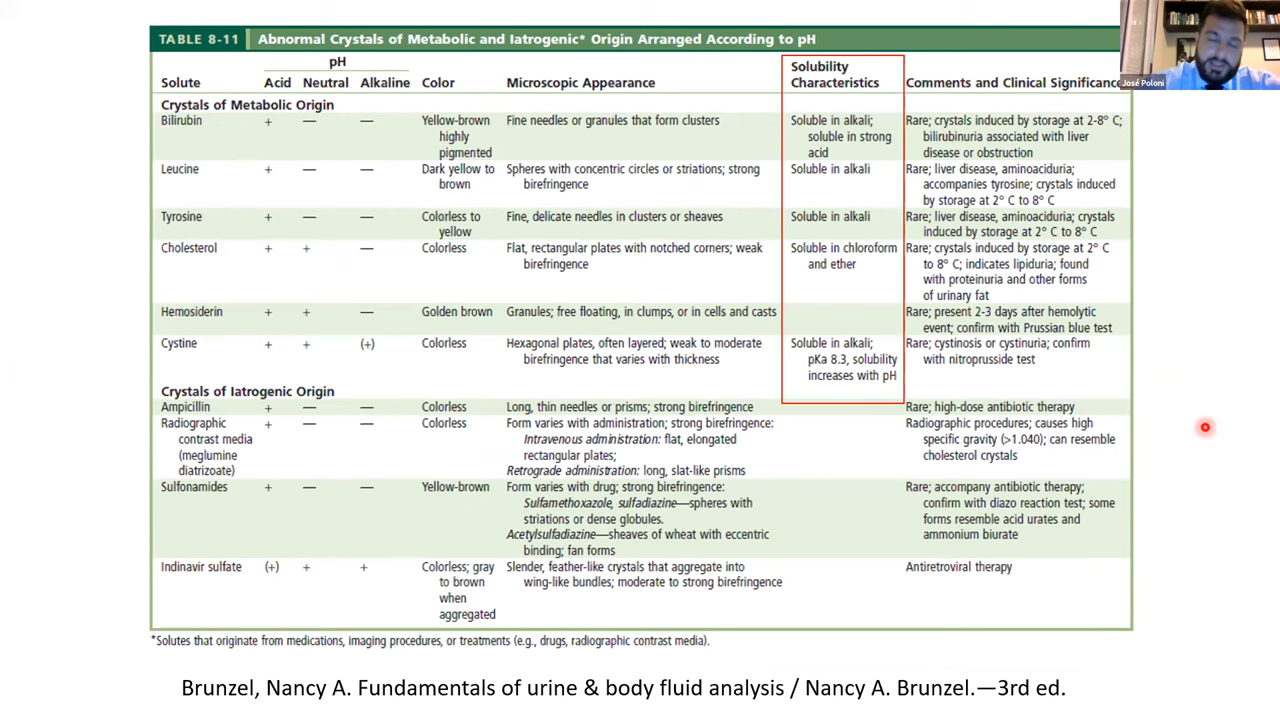 TABLE 8-11 Abnormal Crystals of Metabolic and Iatrogenic* Origin Arranged According to pH
José Poloni
pH
Solubility
Solute Acid Neutral Alkaline Color Microscopic Appearance Characteristics Comments and Clinical Significance
Crystals of Metabolic Origin
Bilirubin + — — Yellow-brown Fine needles or granules that form clusters Soluble in alkali; Rare; crystals induced by storage at 2-8° C;
highly soluble in strong bilirubinuria associated with liver
pigmented acid disease or obstruction
Leucine + — — Dark yellow to Spheres with concentric circles or striations; strong Soluble in alkali Rare; liver disease, aminoaciduria;
brown birefringence accompanies tyrosine; crystals induced
by storage at 2° C to 8° C
Tyrosine + — — Colorless to Fine, delicate needles in clusters or sheaves Soluble in alkali Rare; liver disease, aminoaciduria; crystals
yellow induced by storage at 2° C to 8° C
Cholesterol + + — Colorless Flat, rectangular plates with notched corners; weak Soluble in chloroform Rare; crystals induced by storage at 2° C
birefringence and ether to 8° C; indicates lipiduria; found
with proteinuria and other forms
of urinary fat
Hemosiderin + + — Golden brown Granules; free floating, in clumps, or in cells and casts Rare; present 2-3 days after hemolytic
event; confirm with Prussian blue test
Cystine + + (+) Colorless Hexagonal plates, often layered; weak to moderate Soluble in alkali; Rare; cystinosis or cystinuria; confirm
birefringence that varies with thickness pKa 8.3, solubility with nitroprusside test
increases with pH
Crystals of Iatrogenic Origin
Ampicillin + — — Colorless Long, thin needles or prisms; strong birefringence Rare; high-dose antibiotic therapy
Radiographic + — — Colorless Form varies with administration; strong birefringence: Radiographic procedures; causes high
contrast media Intravenous administration: flat, elongated specific gravity (>1.040); can resemble
(meglumine rectangular plates; cholesterol crystals
diatrizoate) Retrograde administration: long, slat-like prisms
Sulfonamides + — — Yellow-brown Form varies with drug; strong birefringence: Rare; accompany antibiotic therapy;
Sulfamethoxazole, sulfadiazine—spheres with confirm with diazo reaction test; some
striations or dense globules. forms resemble acid urates and
Acetylsulfadiazine—sheaves of wheat with eccentric ammonium biurate
binding; fan forms
Indinavir sulfate (+) + + Colorless; gray Slender, feather-like crystals that aggregate into Antiretroviral therapy
to brown wing-like bundles; moderate to strong birefringence
when
aggregated
*Solutes that originate from medications, imaging procedures, or treatments (e.g., drugs, radiographic contrast media).
Brunzel, Nancy A. Fundamentals of urine & body fluid analysis / Nancy A. Brunzel.—3rd ed.